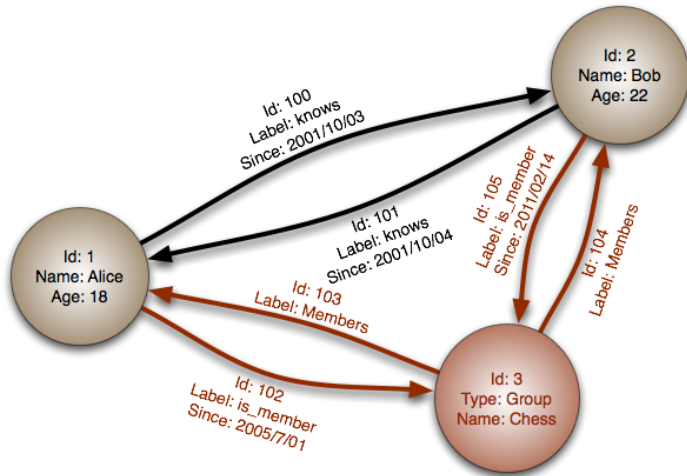 Id: 2
Name: Bob
Age: 22
Id: 100
Label: knows
Since: 2001/10/03
Id: 101
Label: knows
Since: 2001/10/04
Id: 105
Label: is_member
Since: 2011/02/14
Id: 104
Label: Members
Id: 1
Name: Alice
Age: 18
Id: 103
Label: Members
Id: 102
Label: is_member
Since: 2005/7/01
Id: 3
Type: Group
Name: Chess